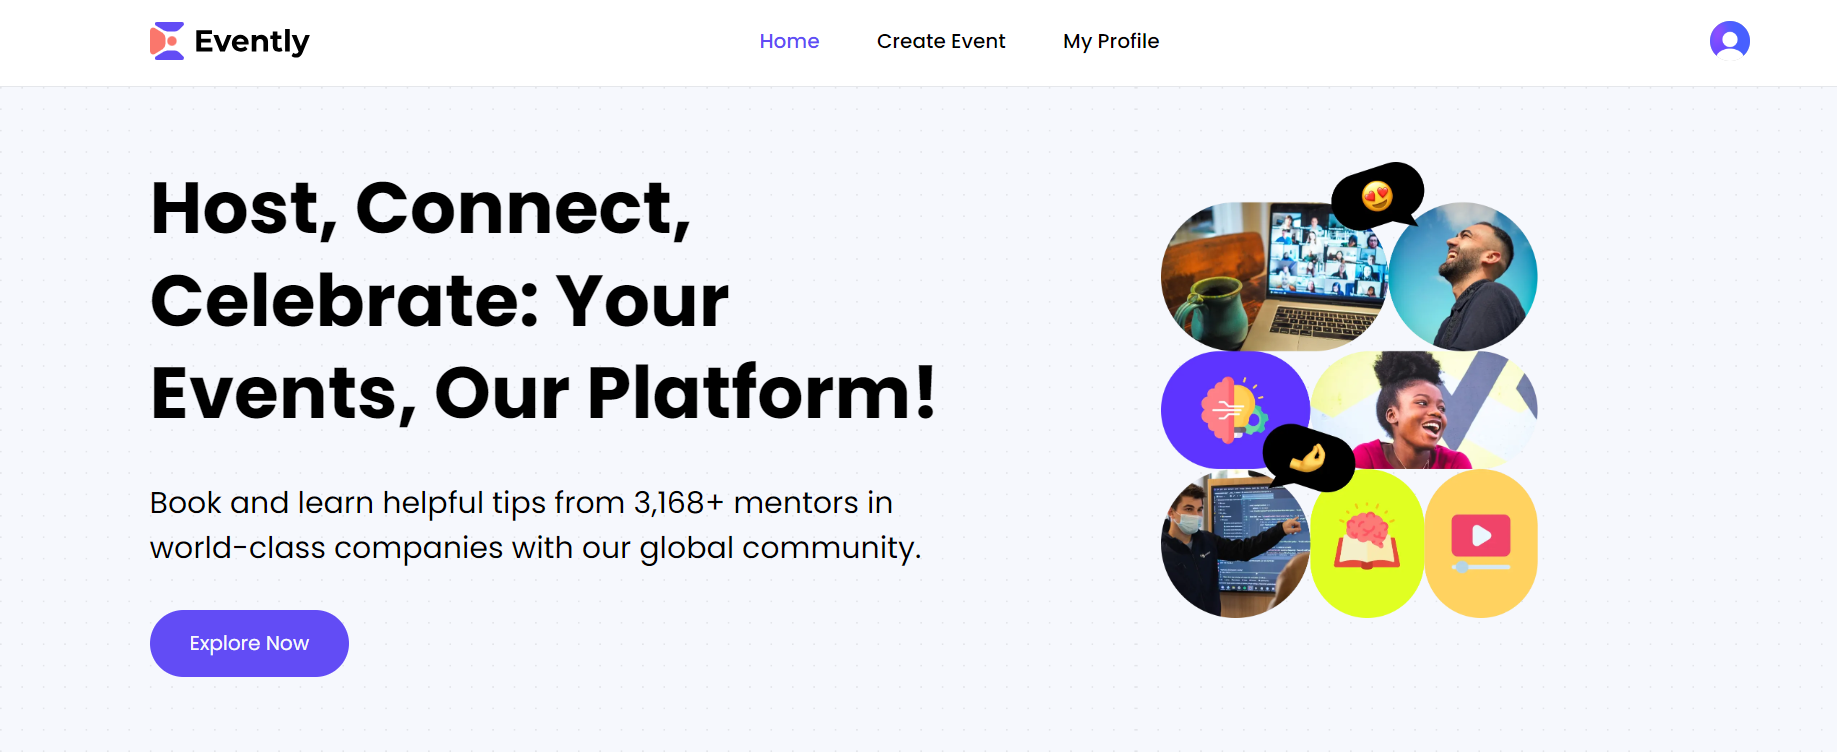 Evently
Home
Create Event
My Profile
Host, Connect,
Celebrate: Your
Events, Our Platform!
Book and learn helpful tips from 3,168+ mentors in
world-class companies with our global community.
Explore Now